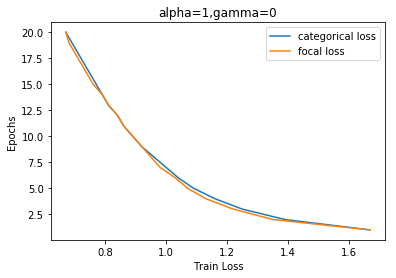 alpha=1,gamma=0
categorical loss
focal loss
20.0
17.5
15.0
12.5
10.0
7.5
5.0
2.5
Epochs
0.8 1.0 1.2 1.4 1.6
Train Loss